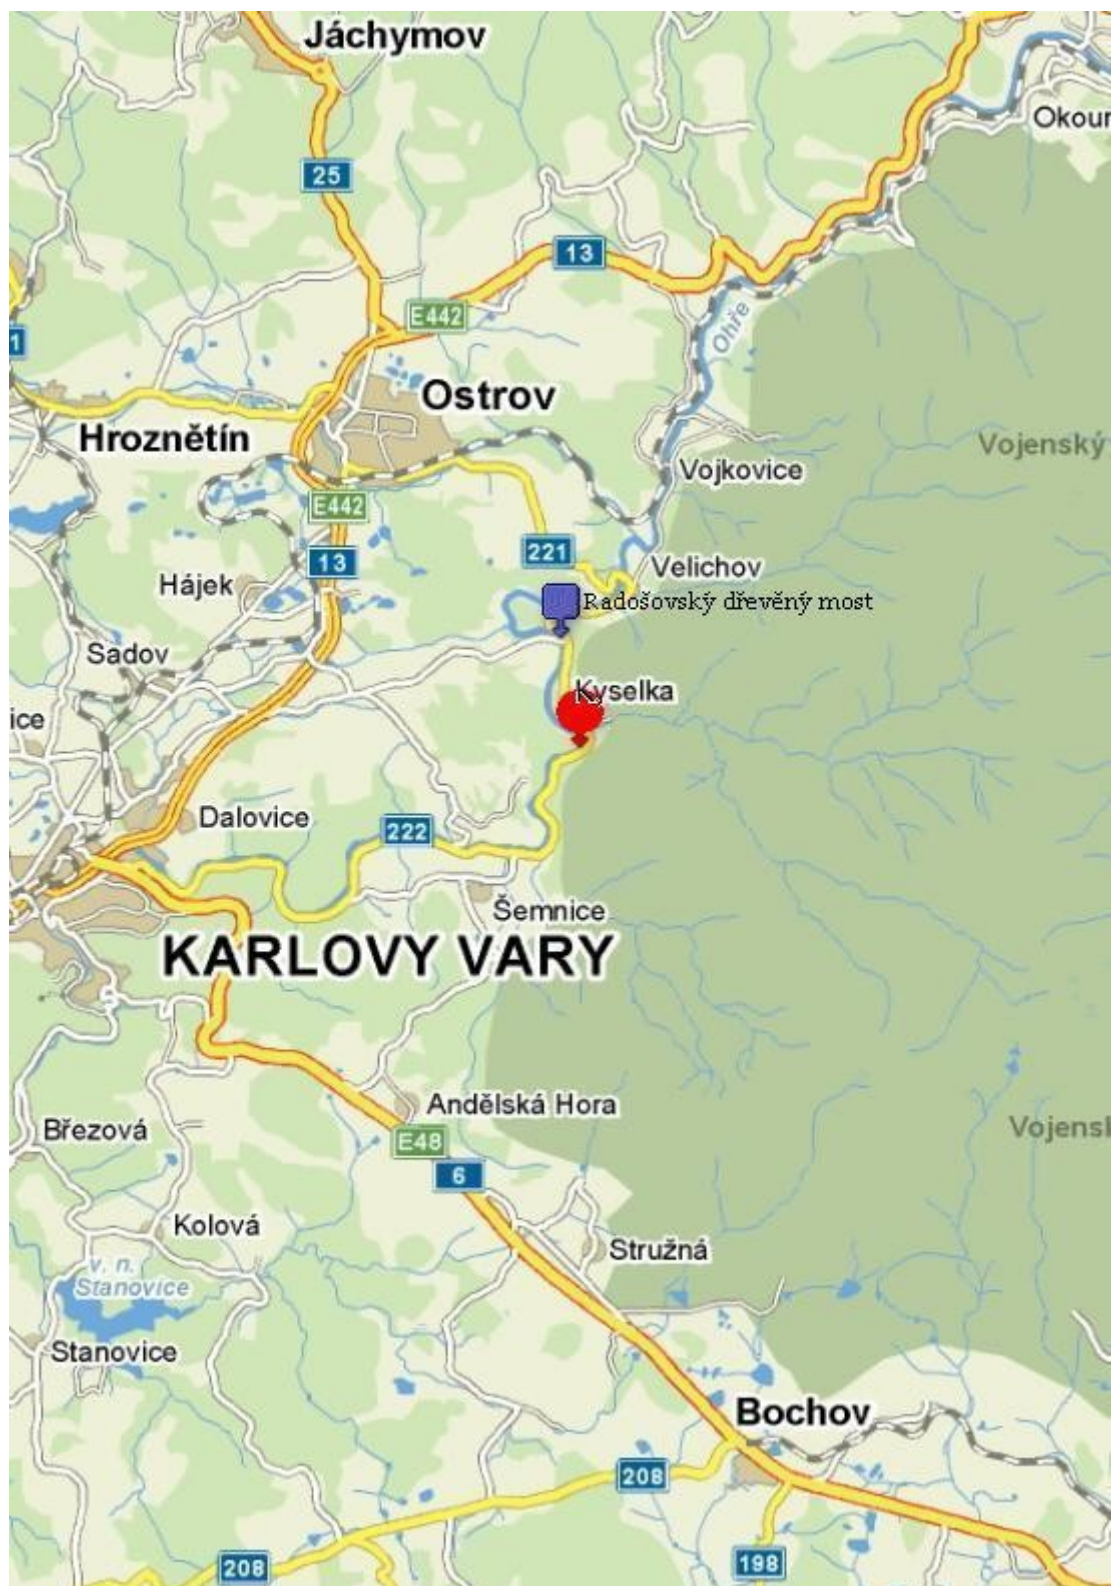 Jáchymov
Okour
25
13
E442
1
Ohře
Ostrov
Hroznětín
Vojenský
Vojkovice
E442
221
13
Velichov
Hájek
Radošovský dřevěný most
Sadov
Kyselka
ice
Dalovice
222
Šemnice
KARLOVY VARY
Andělská Hora
Březová
E48
Vojensk
6
Kolová
Stružná
v. n.
Stanovice
Stanovice
Bochov
208
208
198